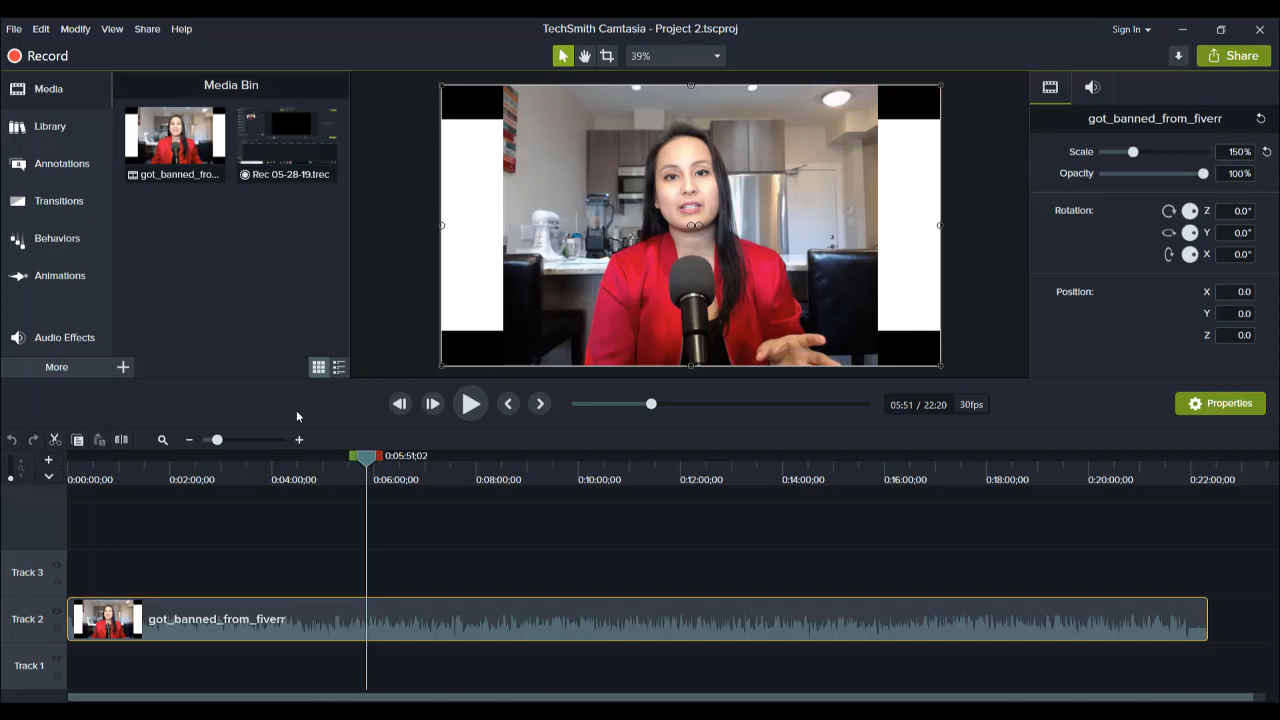 TechSmith Camtasia - Project 2.tscproj
File Edit Modify View Share Help
Sign In
Record
39%
Share
Media
Library
Annotations
Transitions
Behaviors
Animations
Audio Effects
More
Media Bin
got_banned_fro...
Rec 05-28-19.trec
got_banned_from_fiverr
Scale 150%
Opacity 100%
Rotation: Z 0.0°
Y 0.0°
X 0.0°
Position: X 0.0
Y 0.0
Z 0.0
05:51 / 22:20 30fps
Properties
0:05:51;02
0:00:00;00 0:02:00;00 0:04:00;00 0:06:00;00 0:08:00;00 0:10:00;00 0:12:00;00 0:14:00;00 0:16:00;00 0:18:00;00 0:20:00;00 0:22:00;00
Track 3
Track 2
got_banned_from_fiverr
Track 1